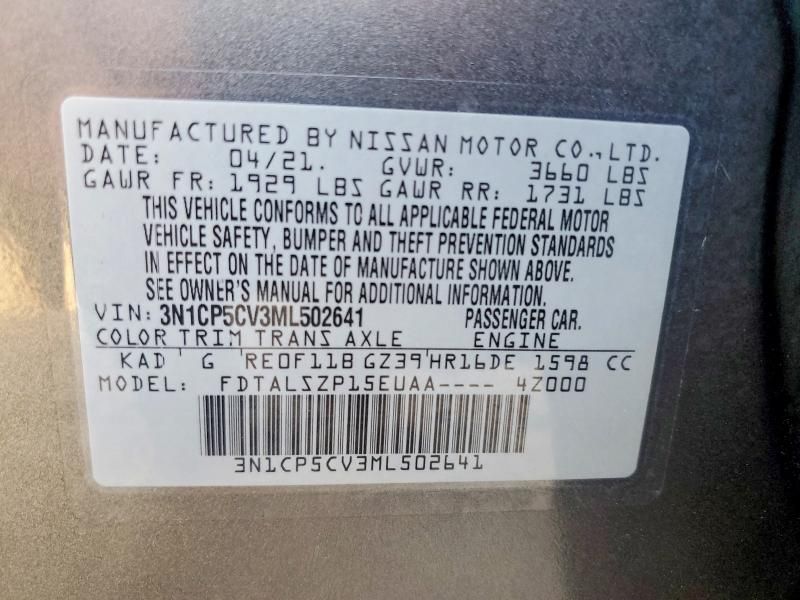 MANUFACTURED BY NISSAN MOTOR CO.,LTD.
DATE: 04/21. GVWR: 3660 LBS
GAWR FR: 1929 LBS GAWR RR: 1731 LBS
THIS VEHICLE CONFORMS TO ALL APPLICABLE FEDERAL MOTOR
VEHICLE SAFETY, BUMPER AND THEFT PREVENTION STANDARDS
IN EFFECT ON THE DATE OF MANUFACTURE SHOWN ABOVE.
SEE OWNER'S MANUAL FOR ADDITIONAL INFORMATION.
VIN: 3N1CP5CV3ML502641 PASSENGER CAR.
COLOR TRIM TRANS AXLE ENGINE
KAD G RE0F11B GZ39 HR16DE 1598 CC
MODEL: FDTALSZP15EUAA---- 4Z000
3N1CP5CV3ML502641